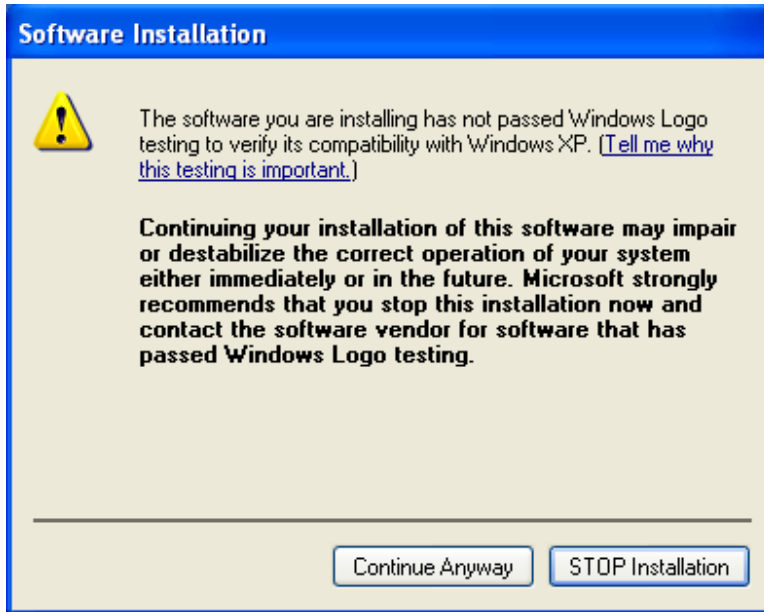 Software Installation
The software you are installing has not passed Windows Logo
testing to verify its compatibility with Windows XP. (Tell me why
this testing is important.)
Continuing your installation of this software may impair
or destabilize the correct operation of your system
either immediately or in the future. Microsoft strongly
recommends that you stop this installation now and
contact the software vendor for software that has
passed Windows Logo testing.
Continue Anyway
STOP Installation